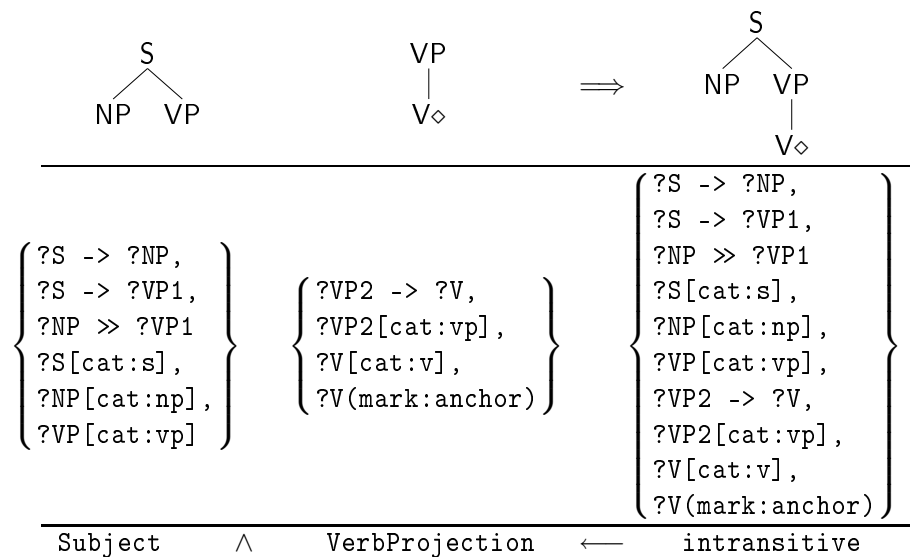 S VP ⟹ S
NP VP V⋄ NP VP
V⋄
?S -> ?NP,
?S -> ?VP1,
?NP ≫ ?VP1
?S[cat:s],
?NP[cat:np],
?VP[cat:vp]
?VP2 -> ?V,
?VP2[cat:vp],
?V[cat:v],
?V(mark:anchor)
?S -> ?NP,
?S -> ?VP1,
?NP ≫ ?VP1
?S[cat:s],
?NP[cat:np],
?VP[cat:vp],
?VP2 -> ?V,
?VP2[cat:vp],
?V[cat:v],
?V(mark:anchor)
Subject ∧ VerbProjection ⟵ intransitive